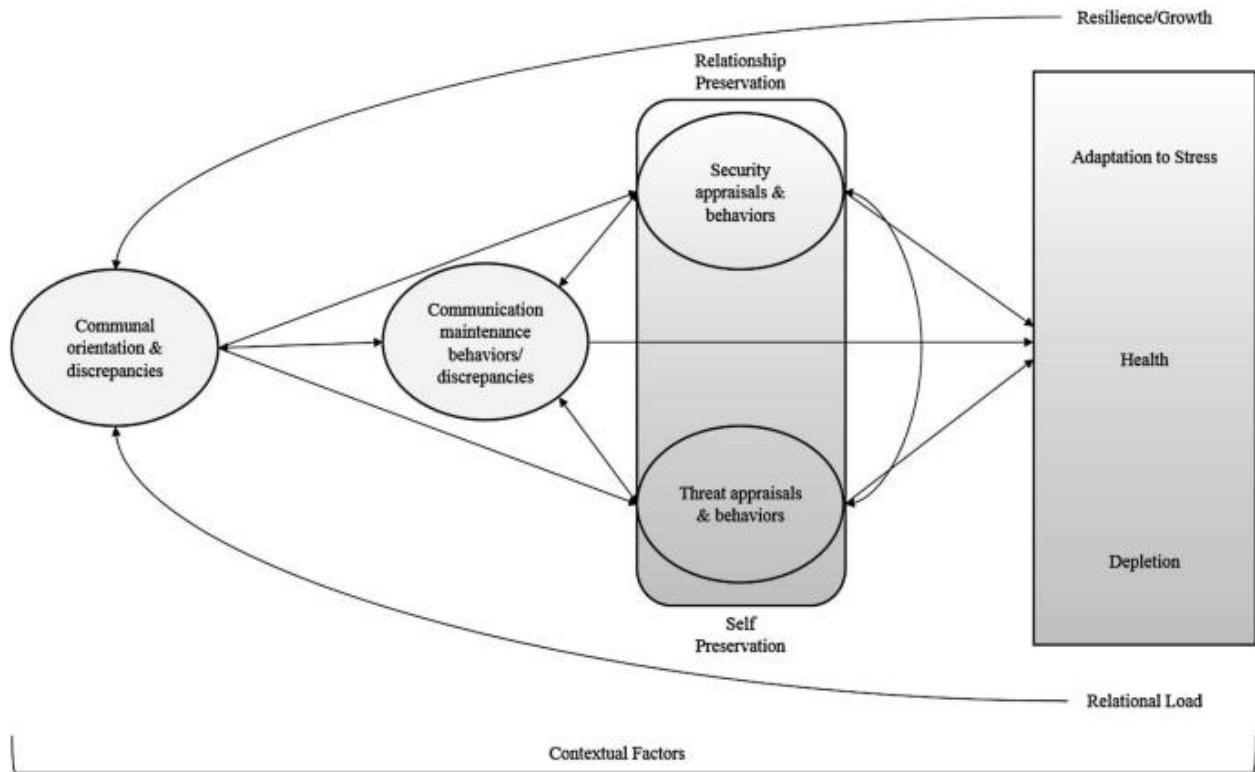 Resilience/Growth
Relationship
Preservation
Security
appraisals &
behaviors
Adaptation to Stress
Communal
orientation &
discrepancies
Communication
maintenance
behaviors/
discrepancies
Health
Threat appraisals
& behaviors
Depletion
Self
Preservation
Relational Load
Contextual Factors